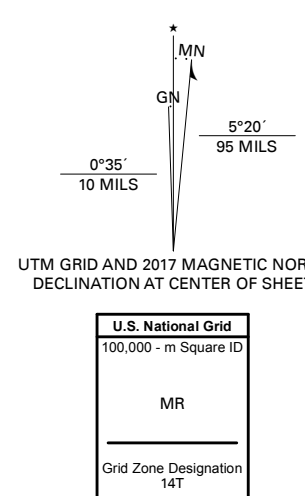 MN
GN
5°20´
95 MILS
0°35´
10 MILS
UTM GRID AND 2017 MAGNETIC NOR
DECLINATION AT CENTER OF SHEET
U.S. National Grid
100,000 - m Square ID
MR
Grid Zone Designation
14T